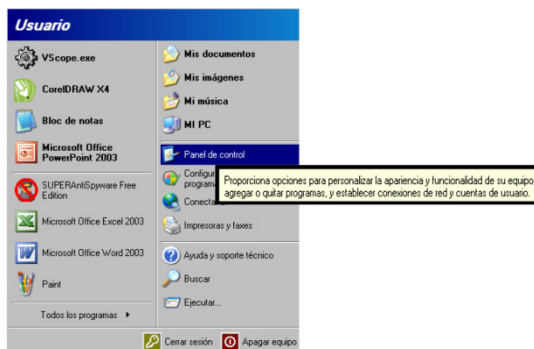 Usuario
VScope.exe
CorelDRAW X4
Bloc de notas
Microsoft Office
PowerPoint 2003
SUPERAntiSpyware Free
Edition
Microsoft Office Excel 2003
Microsoft Office Word 2003
Paint
Todos los programas
Mis documentos
Mis imágenes
Mi música
MI PC
Panel de control
Configur
program
Proporciona opciones para personalizar la apariencia y funcionalidad de su equipo,
agregar o quitar programas, y establecer conexiones de red y cuentas de usuario.
Conecta
Impresoras y faxes
Ayuda y soporte técnico
Buscar
Ejecutar...
Cerrar sesión
Apagar equipo